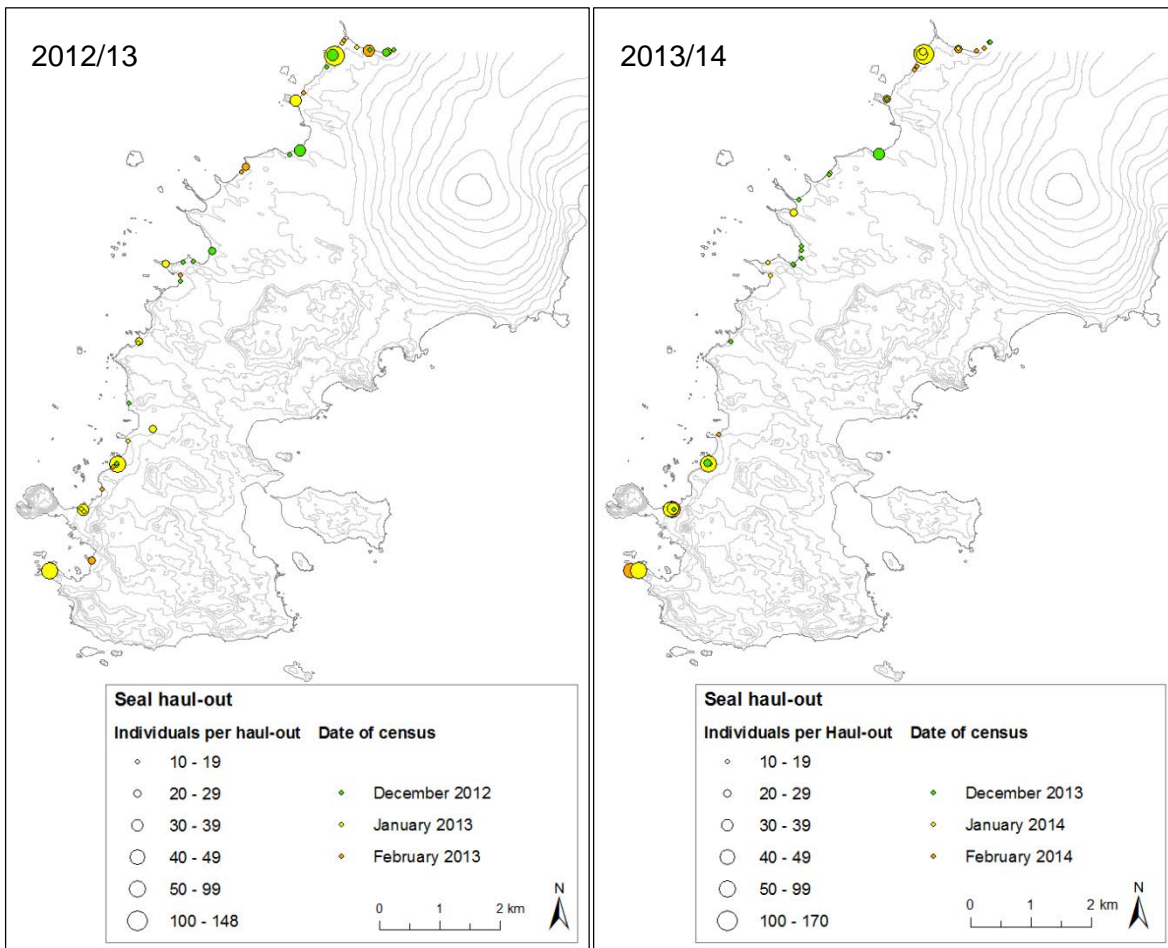 2012/13
Seal haul-out
Individuals per haul-out Date of census
10 - 19
20 - 29 December 2012
30 - 39 January 2013
40 - 49 February 2013
50 - 99
100 - 148
N
0 1 2 km
2013/14
Seal haul-out
Individuals per Haul-out Date of census
10 - 19
20 - 29 December 2013
30 - 39 January 2014
40 - 49 February 2014
50 - 99
100 - 170
N
0 1 2 km